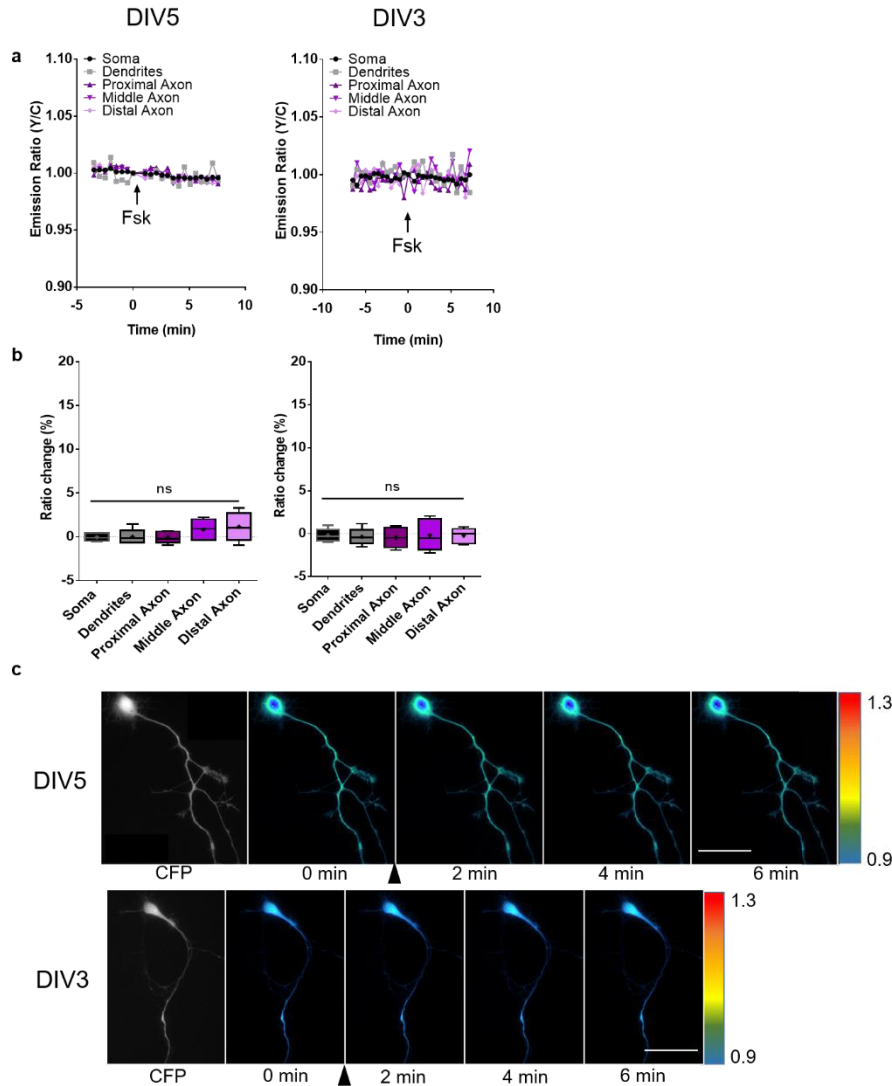 DIV5 DIV3
a
Emission Ratio (Y/C)
1.10
1.05
1.00
0.95
0.90
Soma
Dendrites
Proximal Axon
Middle Axon
Distal Axon
Fsk
-5 0 5 10
Time (min)
Emission Ratio (Y/C)
1.10
1.05
1.00
0.95
0.90
Soma
Dendrites
Proximal Axon
Middle Axon
Distal Axon
Fsk
-10 -5 0 5 10
Time (min)
b
Ratio change (%)
20
15
10
5
0
-5
ns
Soma
Dendrites
Proximal Axon
Middle Axon
Distal Axon
Ratio change (%)
20
15
10
5
0
-5
ns
Soma
Dendrites
Proximal Axon
Middle Axon
Distal Axon
c
DIV5
1.3
0.9
CFP 0 min 2 min 4 min 6 min
DIV3
1.3
0.9
CFP 0 min 2 min 4 min 6 min